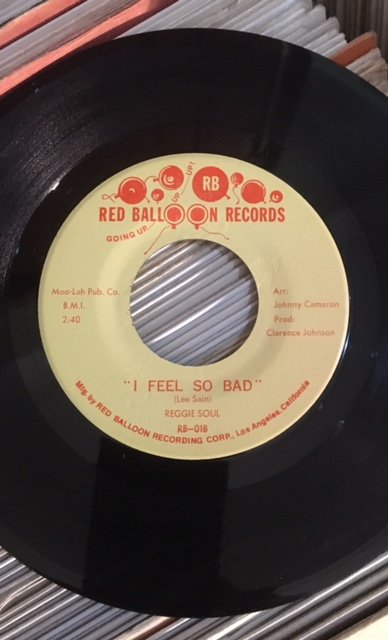 RB
UP! UP
RED BALLOON RECORDS
GOING UP
Moo-Lah Pub. Co.
B.M.I.
2:40
Arr:
Johnny Cameron
Prod:
Clarence Johnson
"I FEEL SO BAD"
(Lee Sain)
REGGIE SOUL
RB-01B
Mfg. by RED BALLOON RECORDING CORP., Los Angeles, California